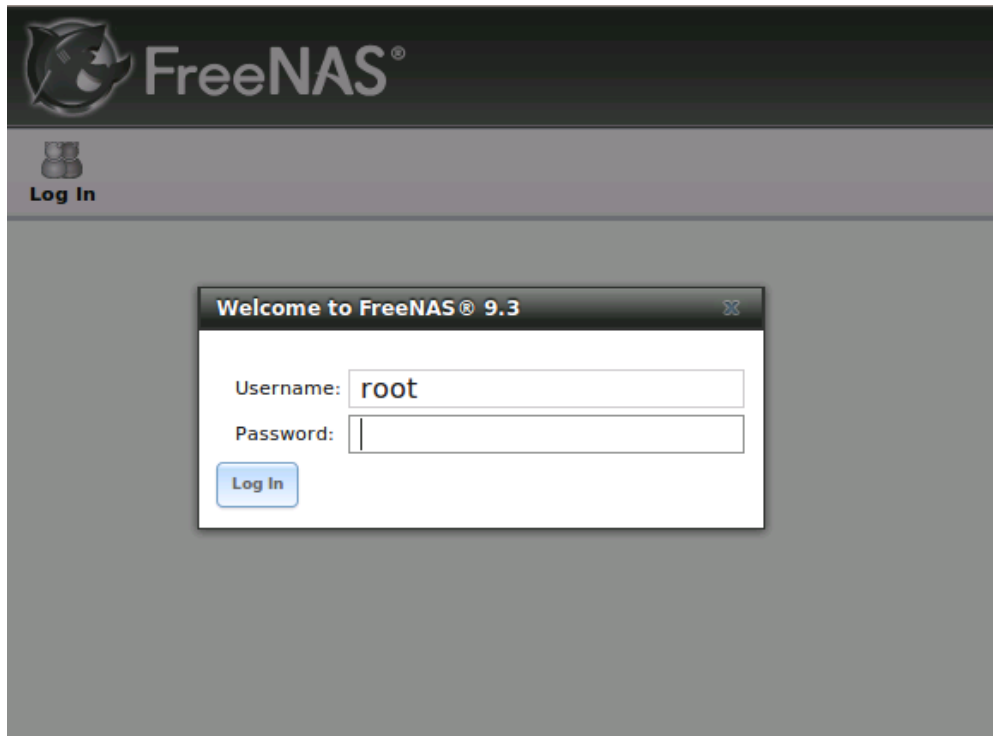 FreeNAS®
Log In
Welcome to FreeNAS® 9.3
Username: root
Password:
Log In